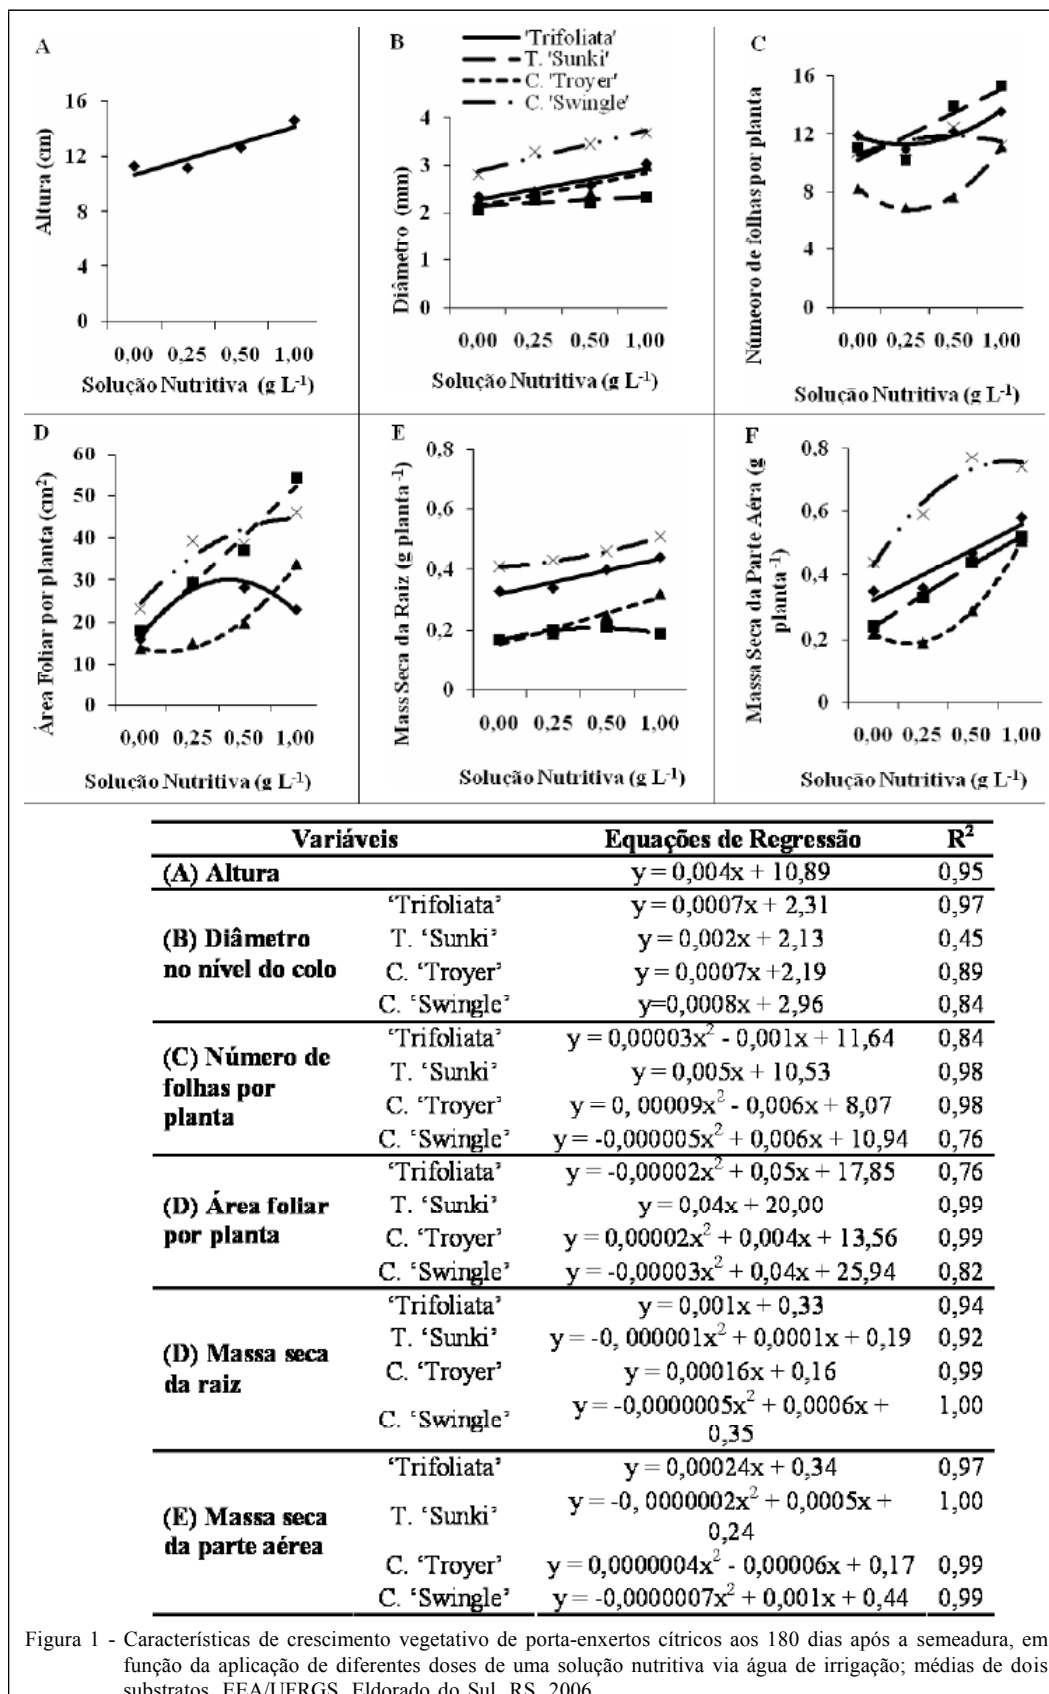 A
Altura (cm)
16
12
8
4
0
0,00 0,25 0,50 1,00
Solução Nutritiva (g L-1)
B
'Trifoliata'
T. 'Sunki'
C. 'Troyer'
C. 'Swingle'
Diâmetro (mm)
4
3
2
1
0
0,00 0,25 0,50 1,00
Solução Nutritiva (g L-1)
C
Númeoro de folhas por planta
16
12
8
4
0
0,00 0,25 0,50 1,00
Solução Nutritiva (g L-1)
D
Área Foliar por planta (cm2)
60
50
40
30
20
10
0
0,00 0,25 0,50 1,00
Solução Nutritiva (g L-1)
E
Mass Seca da Raiz (g planta -1)
0,8
0,6
0,4
0,2
0
0,00 0,25 0,50 1,00
Solução Nutritiva (g L-1)
F
Massa Seca da Parte Aéra (g
planta-1)
0,8
0,6
0,4
0,2
0
0,00 0,25 0,50 1,00
Solução Nutritiva (g L-1)
Variáveis Equações de Regressão R2
(A) Altura y = 0,004x + 10,89 0,95
(B) Diâmetro no nível do colo
'Trifoliata' y = 0,0007x + 2,31 0,97
T. 'Sunki' y = 0,002x + 2,13 0,45
C. 'Troyer' y = 0,0007x +2,19 0,89
C. 'Swingle' y=0,0008x + 2,96 0,84
(C) Número de folhas por planta
'Trifoliata' y = 0,00003x2 - 0,001x + 11,64 0,84
T. 'Sunki' y = 0,005x + 10,53 0,98
C. 'Troyer' y = 0, 00009x2 - 0,006x + 8,07 0,98
C. 'Swingle' y = -0,000005x2 + 0,006x + 10,94 0,76
(D) Área foliar por planta
'Trifoliata' y = -0,00002x2 + 0,05x + 17,85 0,76
T. 'Sunki' y = 0,04x + 20,00 0,99
C. 'Troyer' y = 0,00002x2 + 0,004x + 13,56 0,99
C. 'Swingle' y = -0,00003x2 + 0,04x + 25,94 0,82
(D) Massa seca da raiz
'Trifoliata' y = 0,001x + 0,33 0,94
T. 'Sunki' y = -0, 000001x2 + 0,0001x + 0,19 0,92
C. 'Troyer' y = 0,00016x + 0,16 0,99
C. 'Swingle' y = -0,0000005x2 + 0,0006x + 0,35 1,00
(E) Massa seca da parte aérea
'Trifoliata' y = 0,00024x + 0,34 0,97
T. 'Sunki' y = -0, 0000002x2 + 0,0005x + 0,24 1,00
C. 'Troyer' y = 0,0000004x2 - 0,00006x + 0,17 0,99
C. 'Swingle' y = -0,0000007x2 + 0,001x + 0,44 0,99
Figura 1 - Características de crescimento vegetativo de porta-enxertos cítricos aos 180 dias após a semeadura, em
função da aplicação de diferentes doses de uma solução nutritiva via água de irrigação; médias de dois
substratos. EEA/UFRGS, Eldorado do Sul, RS, 2006